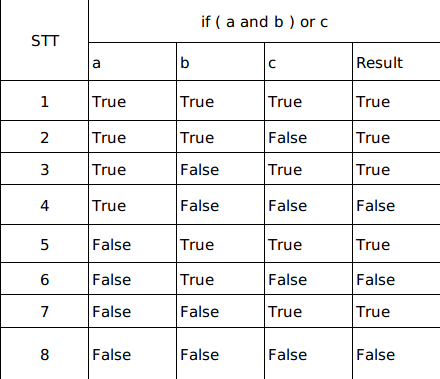 STT if ( a and b ) or c
a b c Result
1 True True True True
2 True True False True
3 True False True True
4 True False False False
5 False True True True
6 False True False False
7 False False True True
8 False False False False